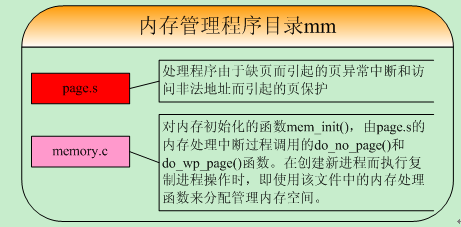 内存管理程序目录mm
page.s
处理程序由于缺页而引起的页异常中断和访
问非法地址而引起的页保护
memory.c
对内存初始化的函数mem_init()，由page.s的
内存处理中断过程调用的do_no_page()和
do_wp_page()函数。在创建新进程而执行复
制进程操作时，即使用该文件中的内存处理
函数来分配管理内存空间。